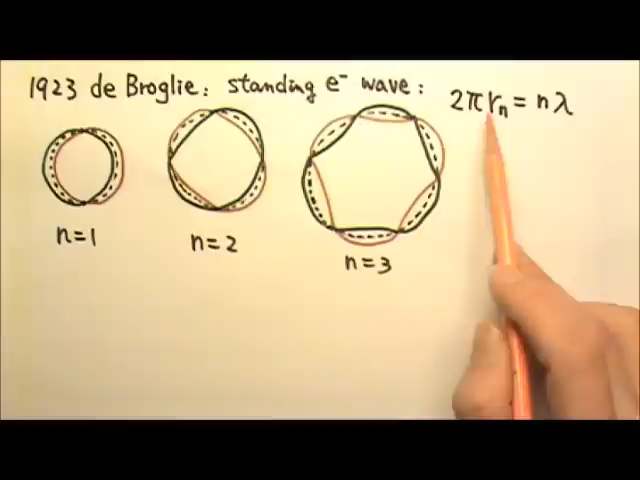 1923 de Broglie: standing e⁻ wave: 2πrₙ = nλ
n=1
n=2
n=3